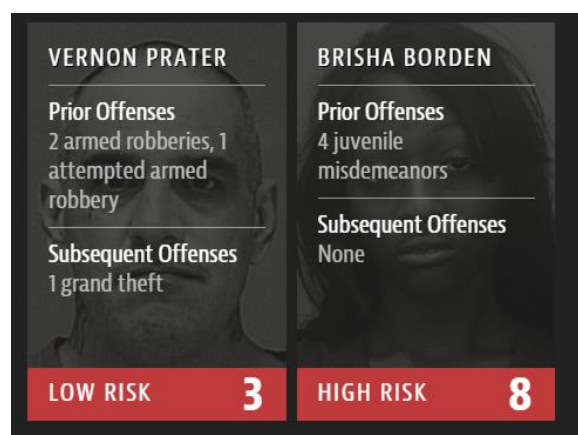 VERNON PRATER
Prior Offenses
2 armed robberies, 1
attempted armed
robbery
Subsequent Offenses
1 grand theft
LOW RISK 3
BRISHA BORDEN
Prior Offenses
4 juvenile
misdemeanors
Subsequent Offenses
None
HIGH RISK 8